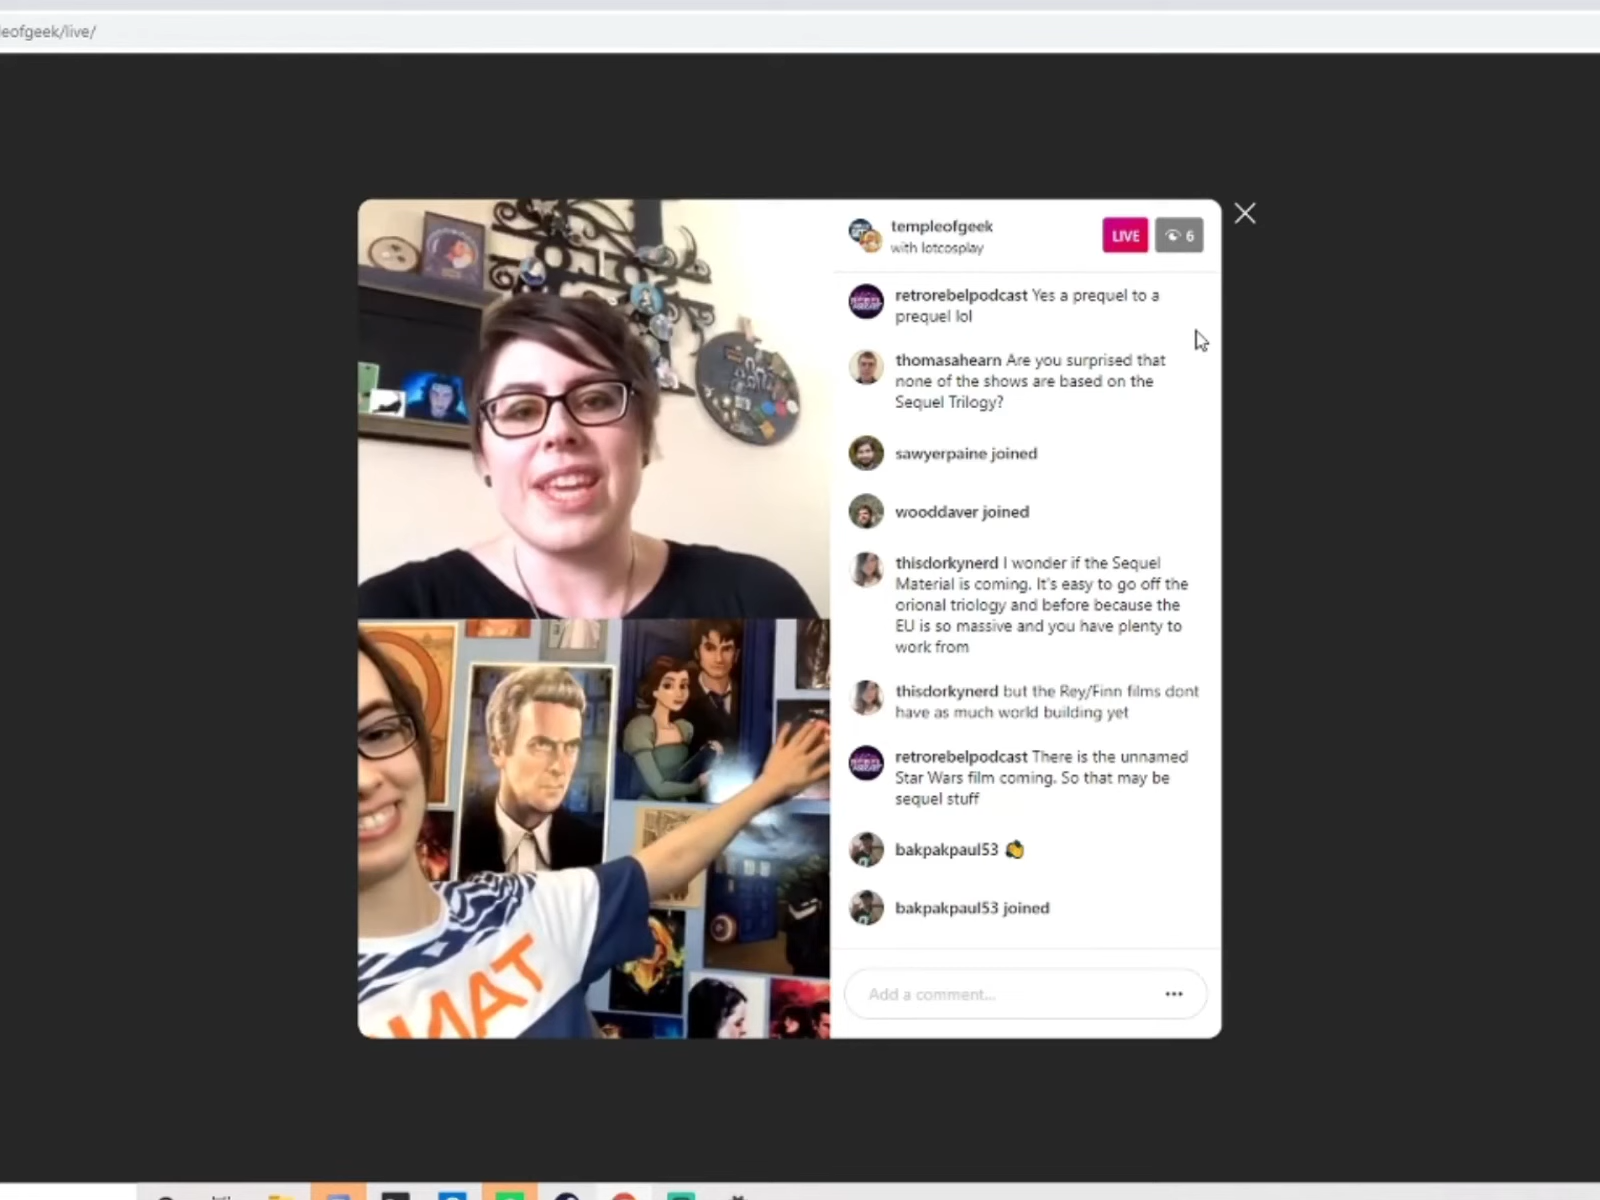 eofgeek/live/
templeofgeek
with lotcosplay
LIVE
6
retrorebelpodcast Yes a prequel to a
prequel lol
thomasahearn Are you surprised that
none of the shows are based on the
Sequel Trilogy?
sawyerpaine joined
wooddaver joined
thisdorkynerd I wonder if the Sequel
Material is coming. It's easy to go off the
orional triology and before because the
EU is so massive and you have plenty to
work from
thisdorkynerd but the Rey/Finn films dont
have as much world building yet
retrorebelpodcast There is the unnamed
Star Wars film coming. So that may be
sequel stuff
bakpakpaul53 👏
bakpakpaul53 joined
Add a comment...